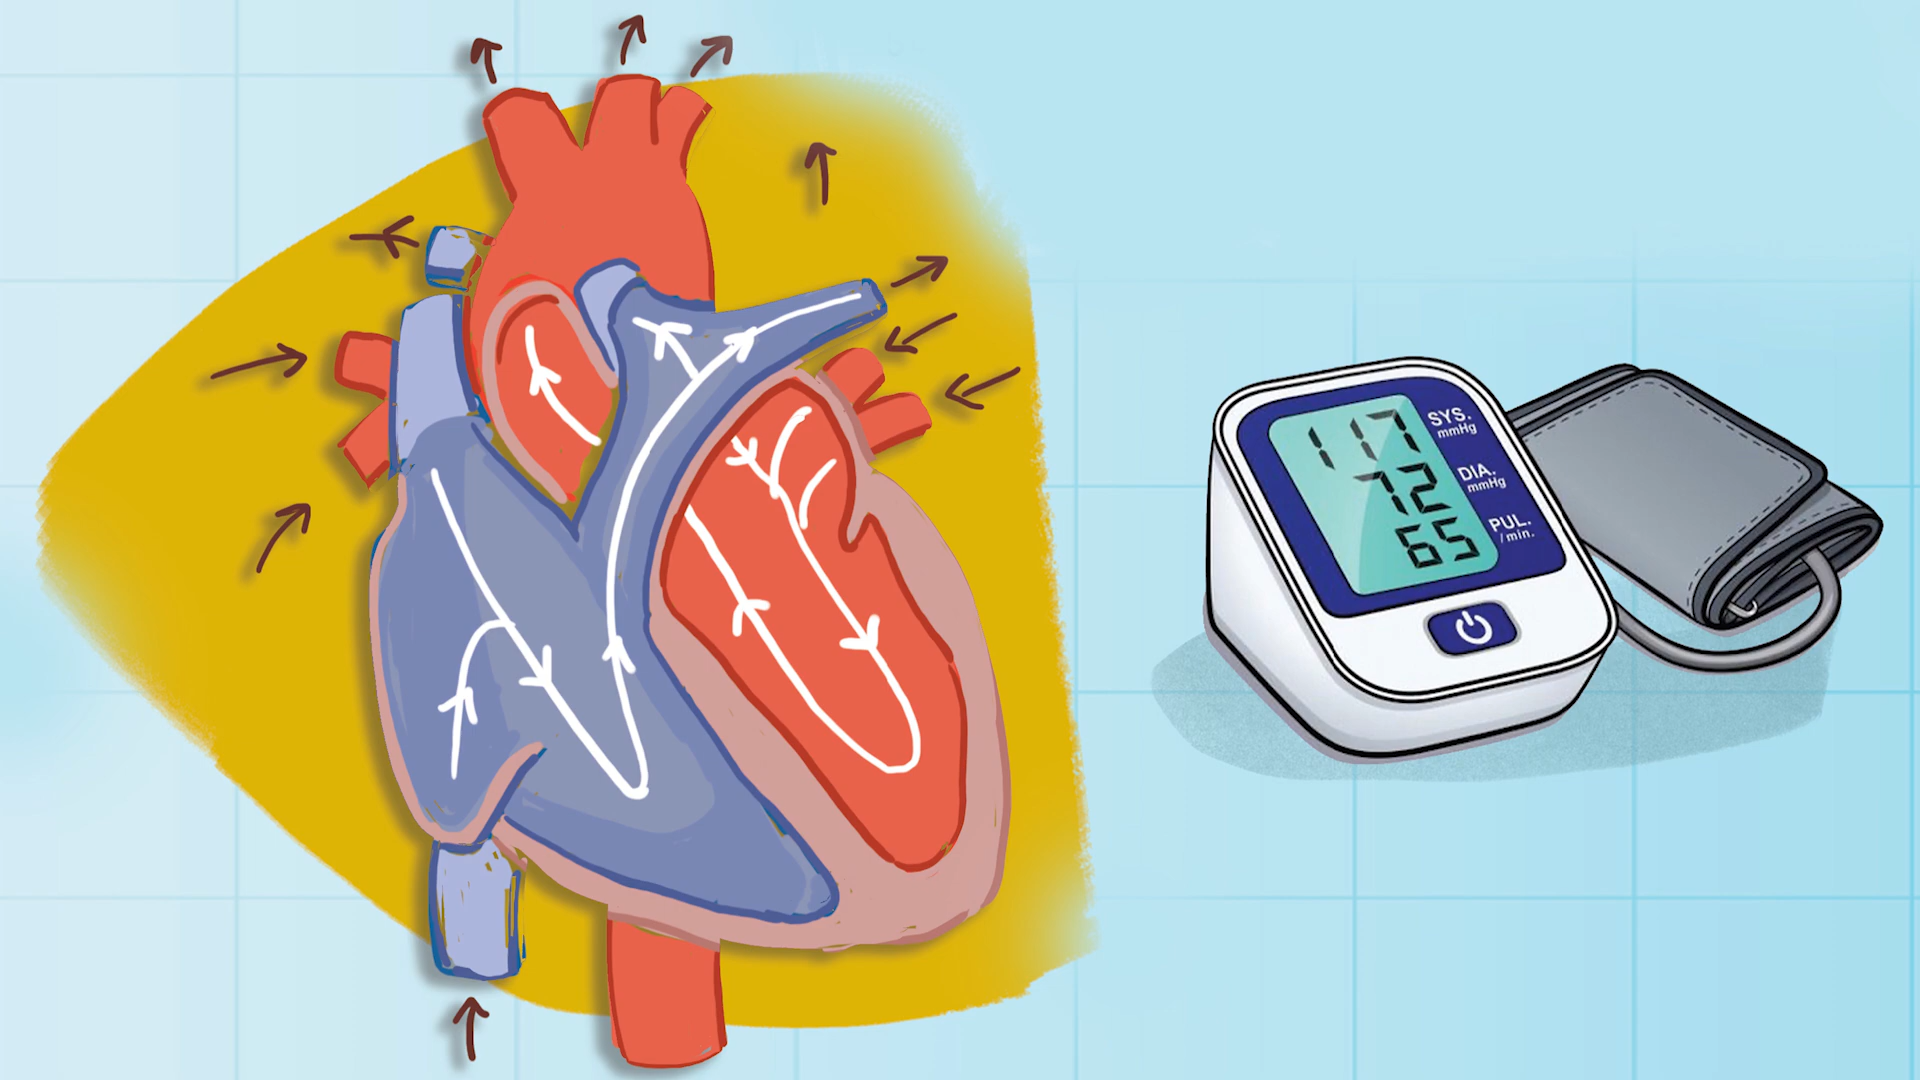 117 SYS.
mmHg
72 DIA.
mmHg
65 PUL.
/min.